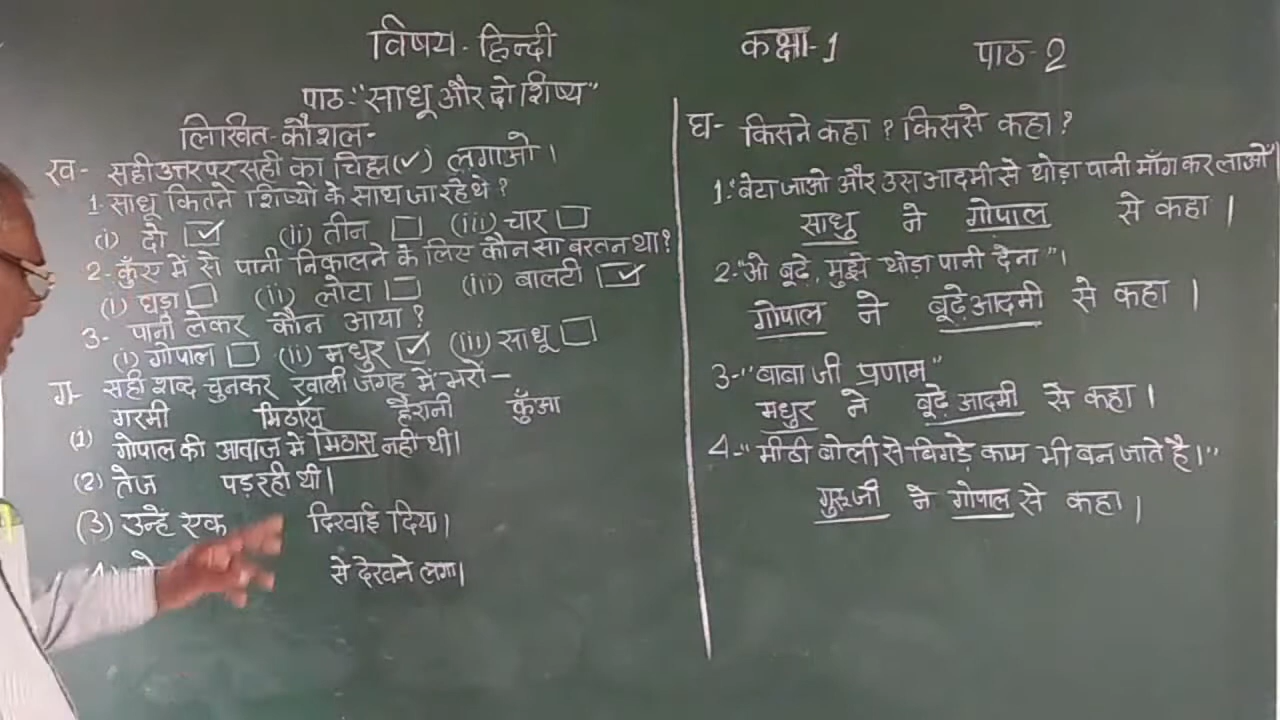 विषय - हिन्दी
कक्षा-1
पाठ-2
पाठ-"साधू और दो शिष्य"
लिखित-कौशल-
ख- सही उत्तर पर सही का चिह्न (✓) लगाओ।
1- साधू कितने शिष्यो के साथ जा रहे थे?
(i) दो ☑ (ii) तीन ☐ (iii) चार ☐
2- कुँए में से पानी निकालने के लिए कौन सा बरतन था?
(i) घड़ा ☐ (ii) लोटा ☐ (iii) बालटी ☑
3- पानी लेकर कौन आया?
(i) गोपाल ☐ (ii) मधुर ☑ (iii) साधू ☐
ग- सही शब्द चुनकर खाली जगह में भरों-
गरमी मिठाँस हैरानी कुँआ
(1) गोपाल की आवाज में मिठास नही थी।
(2) तेज पड़ रही थी।
(3) उन्हें एक दिखाई दिया।
से देखने लगा।
घ- किसने कहा? किससे कहा?
1- "बेटा जाओ और उस आदमी से थोड़ा पानी माँग कर लाओ"
साधु ने गोपाल से कहा।
2- "ओ बूढ़े, मुझे थोड़ा पानी देना"।
गोपाल ने बूढ़े आदमी से कहा।
3- "बाबा जी प्रणाम"
मधुर ने बूढ़े आदमी से कहा।
4- "मीठी बोली से बिगड़े काम भी बन जाते है।"
गुरूजी ने गोपाल से कहा।